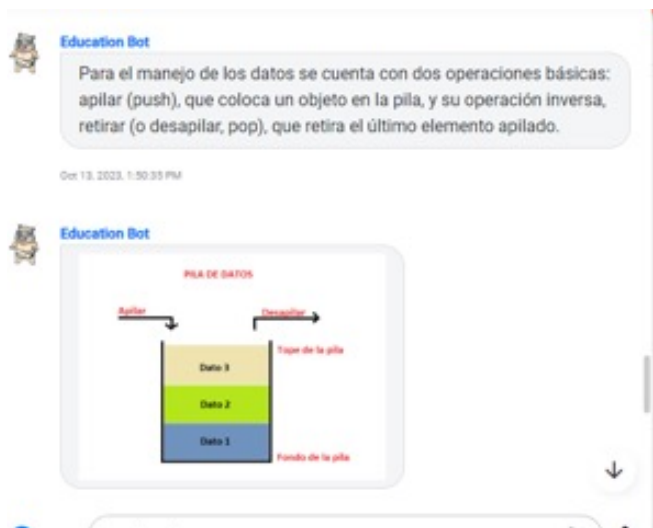 Education Bot
Para el manejo de los datos se cuenta con dos operaciones básicas:
apilar (push), que coloca un objeto en la pila, y su operación inversa,
retirar (o desapilar, pop), que retira el último elemento apilado.
Oct 13, 2023, 1:50:35 PM
Education Bot
PILA DE DATOS
Apilar
Desapilar
Tope de la pila
Dato 3
Dato 2
Dato 1
Fondo de la pila